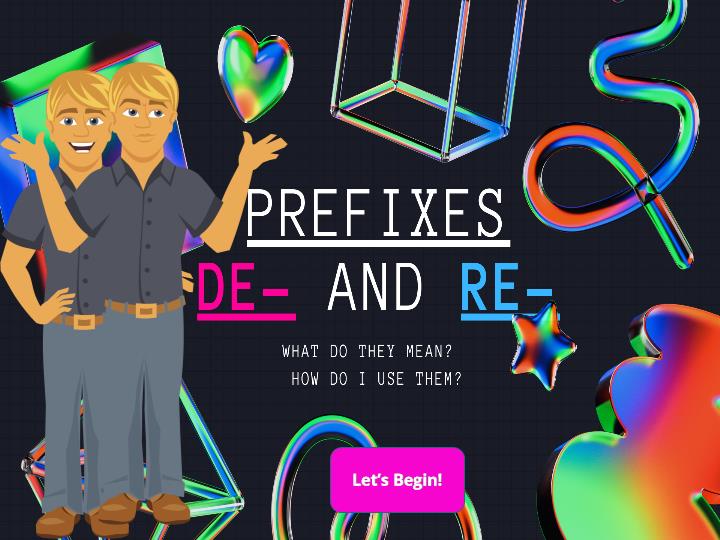 PREFIXES
DE- AND RE-
WHAT DO THEY MEAN?
HOW DO I USE THEM?
Let's Begin!